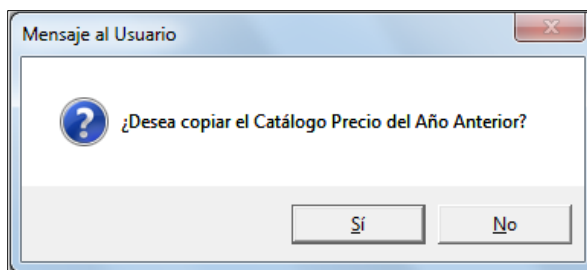 Mensaje al Usuario
¿Desea copiar el Catálogo Precio del Año Anterior?
Sí
No